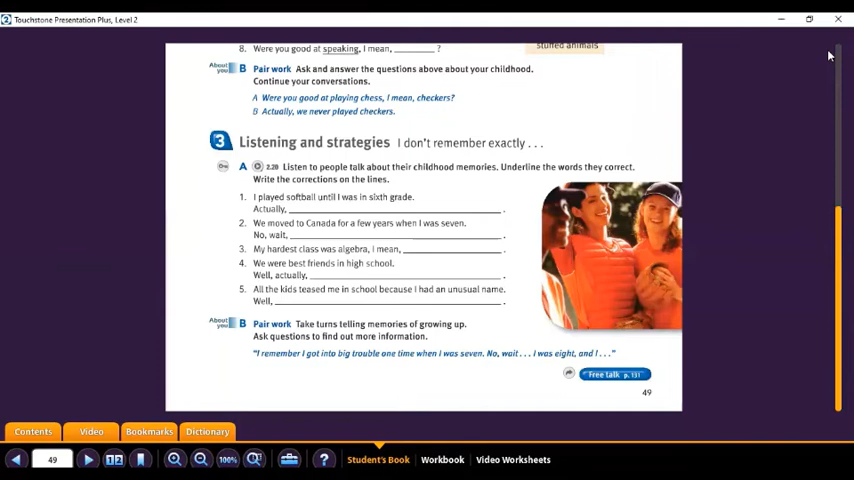 Touchstone Presentation Plus, Level 2
8. Were you good at speaking, I mean, ________ ?
stuffed animals
About you B Pair work Ask and answer the questions above about your childhood.
Continue your conversations.
A Were you good at playing chess, I mean, checkers?
B Actually, we never played checkers.
3 Listening and strategies I don't remember exactly . . .
A 2.20 Listen to people talk about their childhood memories. Underline the words they correct.
Write the corrections on the lines.
1. I played softball until I was in sixth grade.
Actually, ________ .
2. We moved to Canada for a few years when I was seven.
No, wait, ________ .
3. My hardest class was algebra, I mean, ________ .
4. We were best friends in high school.
Well, actually, ________ .
5. All the kids teased me in school because I had an unusual name.
Well, ________ .
About you B Pair work Take turns telling memories of growing up.
Ask questions to find out more information.
"I remember I got into big trouble one time when I was seven. No, wait . . . I was eight, and I . . ."
Free talk p. 131
49
Contents Video Bookmarks Dictionary
49 1 2 100% ? Student's Book Workbook Video Worksheets